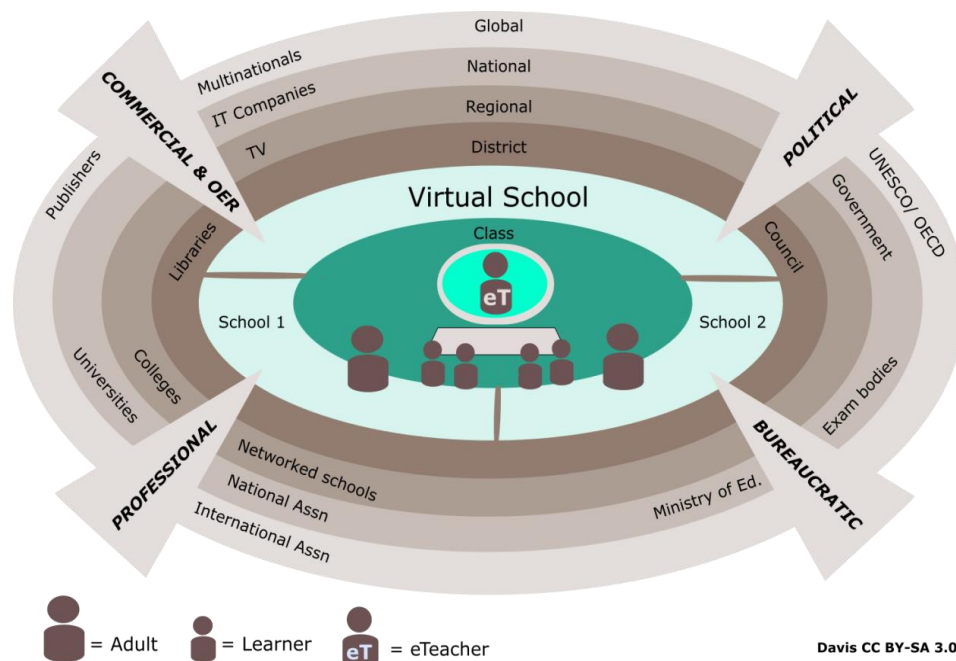 Global
Multinationals
National
IT Companies
Regional
TV
District
COMMERCIAL & OER
POLITICAL
Publishers
Libraries
Virtual School
Class
eT
UNESCO/ OECD
Government
Council
School 1
School 2
Universities
Colleges
Exam bodies
PROFESSIONAL
BUREAUCRATIC
Networked schools
National Assn
International Assn
Ministry of Ed.
= Adult
= Learner
eT = eTeacher
Davis CC BY-SA 3.0